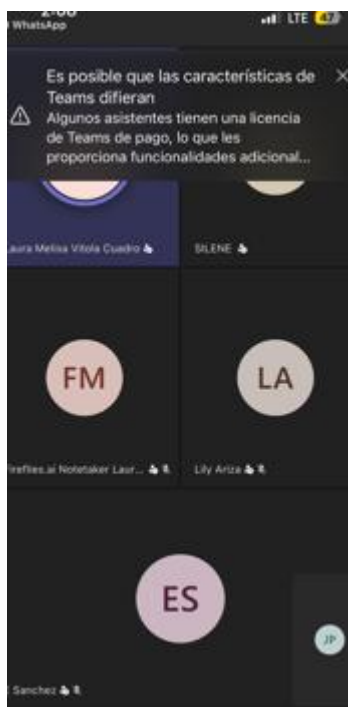 WhatsApp
LTE 47
Es posible que las características de
Teams difieran
Algunos asistentes tienen una licencia
de Teams de pago, lo que les
proporciona funcionalidades adicional...
Laura Melisa Vitola Cuadro
SILENE
FM
LA
Fireflies.ai Notetaker Laur...
Lily Ariza
ES
JP
Sanchez